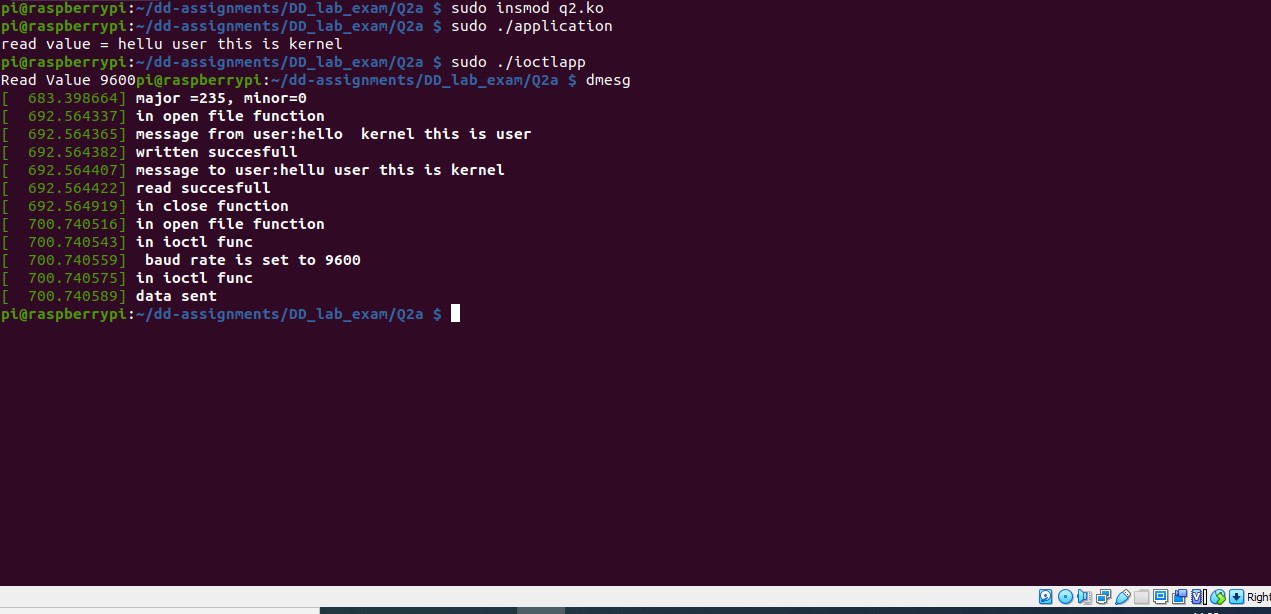 pi@raspberrypi:~/dd-assignments/DD_lab_exam/Q2a $ sudo insmod q2.ko
pi@raspberrypi:~/dd-assignments/DD_lab_exam/Q2a $ sudo ./application
read value = hellu user this is kernel
pi@raspberrypi:~/dd-assignments/DD_lab_exam/Q2a $ sudo ./ioctlapp
Read Value 9600pi@raspberrypi:~/dd-assignments/DD_lab_exam/Q2a $ dmesg
[  683.398664] major =235, minor=0
[  692.564337] in open file function
[  692.564365] message from user:hello  kernel this is user
[  692.564382] written succesfull
[  692.564407] message to user:hellu user this is kernel
[  692.564422] read succesfull
[  692.564919] in close function
[  700.740516] in open file function
[  700.740543] in ioctl func
[  700.740559]  baud rate is set to 9600
[  700.740575] in ioctl func
[  700.740589] data sent
pi@raspberrypi:~/dd-assignments/DD_lab_exam/Q2a $
Right